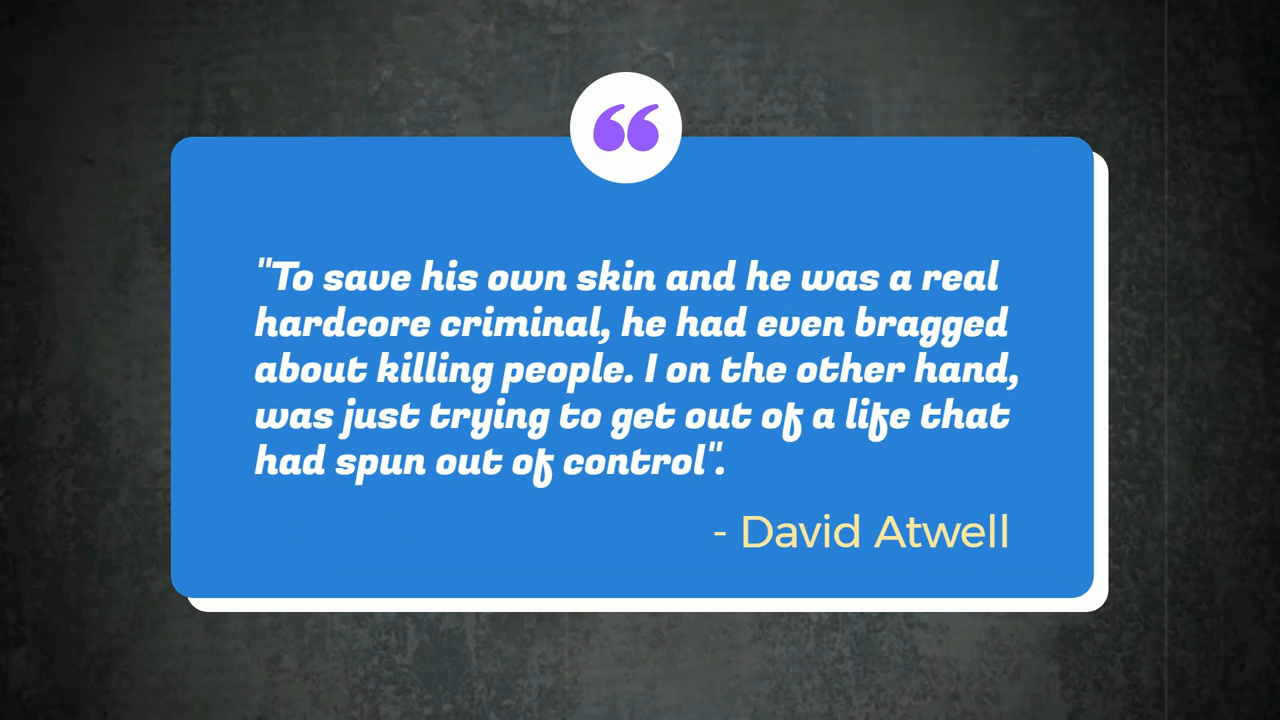 "To save his own skin and he was a real
hardcore criminal, he had even bragged
about killing people. I on the other hand,
was just trying to get out of a life that
had spun out of control".
- David Atwell